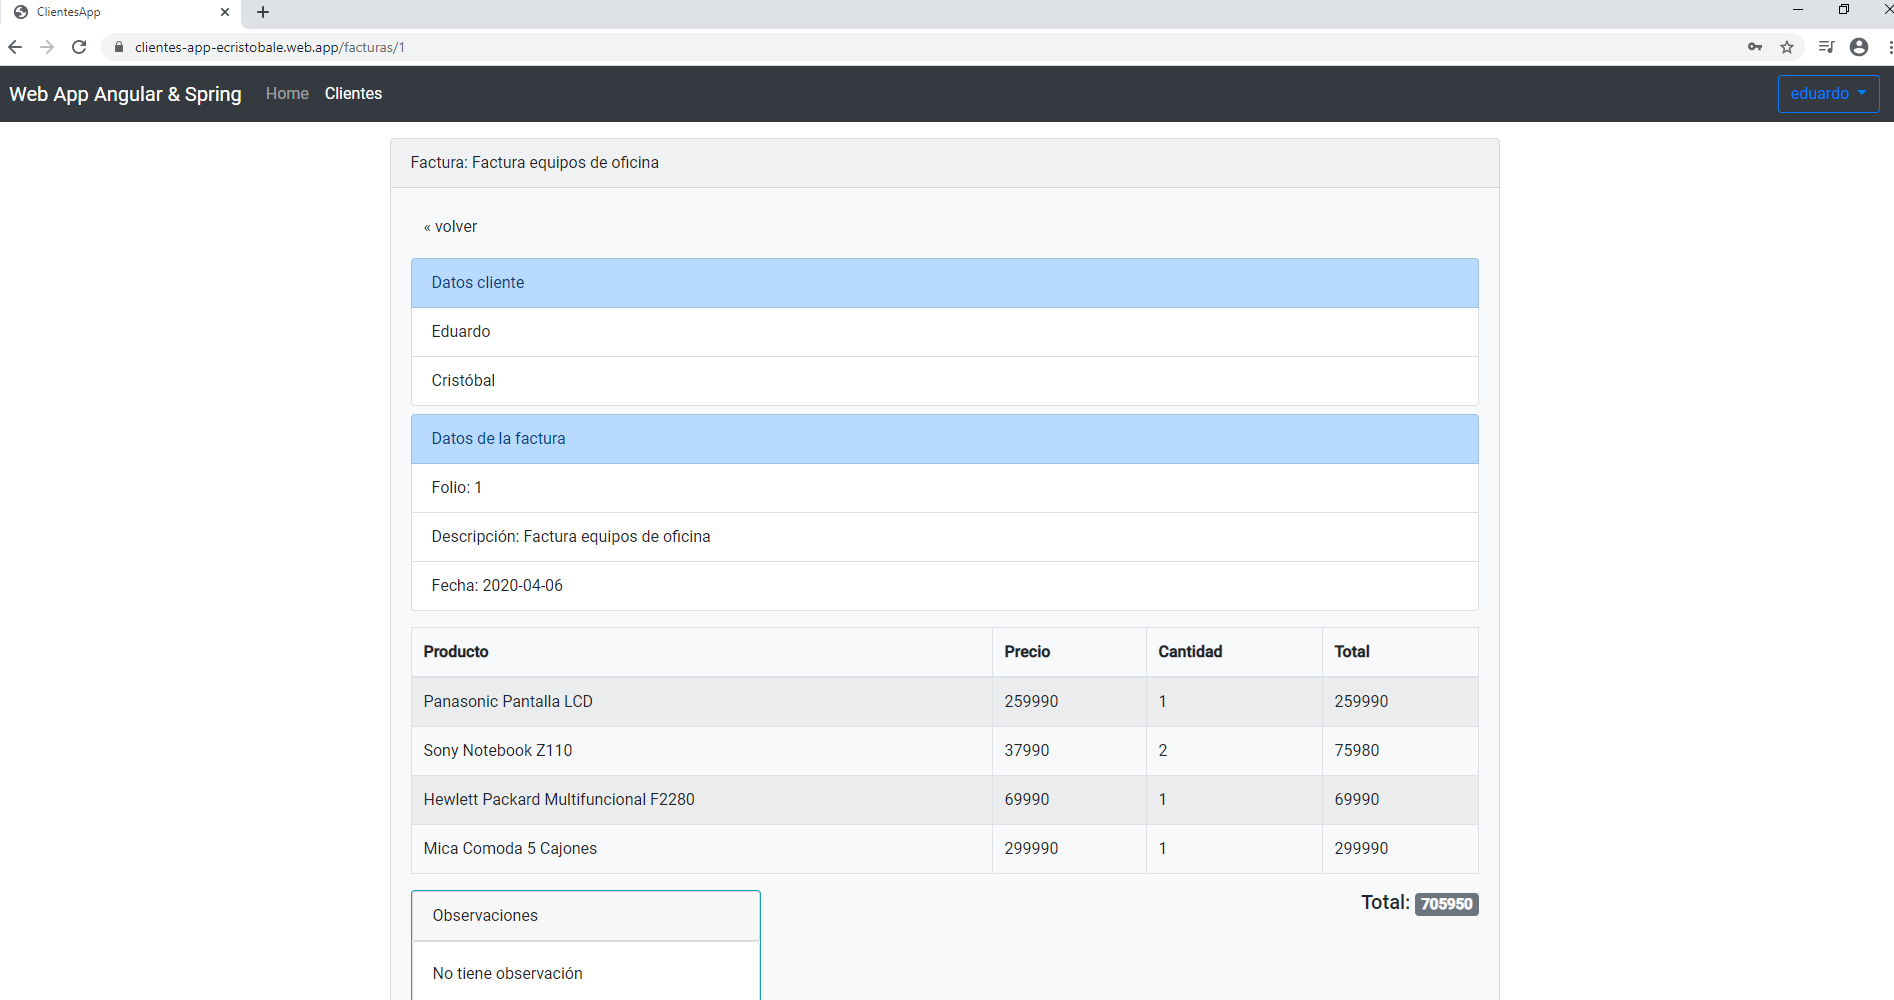 ClientesApp
clientes-app-ecristobale.web.app/facturas/1
Web App Angular & Spring Home Clientes eduardo
Factura: Factura equipos de oficina
« volver
Datos cliente
Eduardo
Cristóbal
Datos de la factura
Folio: 1
Descripción: Factura equipos de oficina
Fecha: 2020-04-06
Producto Precio Cantidad Total
Panasonic Pantalla LCD 259990 1 259990
Sony Notebook Z110 37990 2 75980
Hewlett Packard Multifuncional F2280 69990 1 69990
Mica Comoda 5 Cajones 299990 1 299990
Total: 705950
Observaciones
No tiene observación